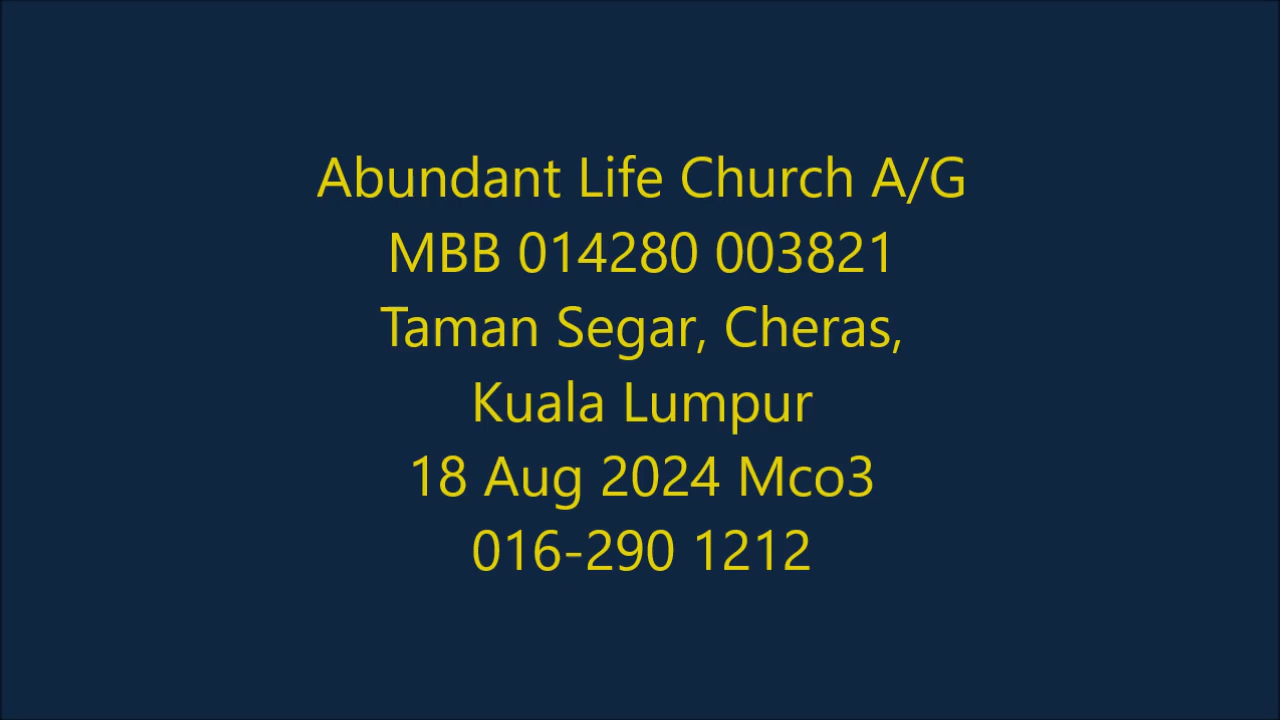 Abundant Life Church A/G
MBB 014280 003821
Taman Segar, Cheras,
Kuala Lumpur
18 Aug 2024 Mco3
016-290 1212